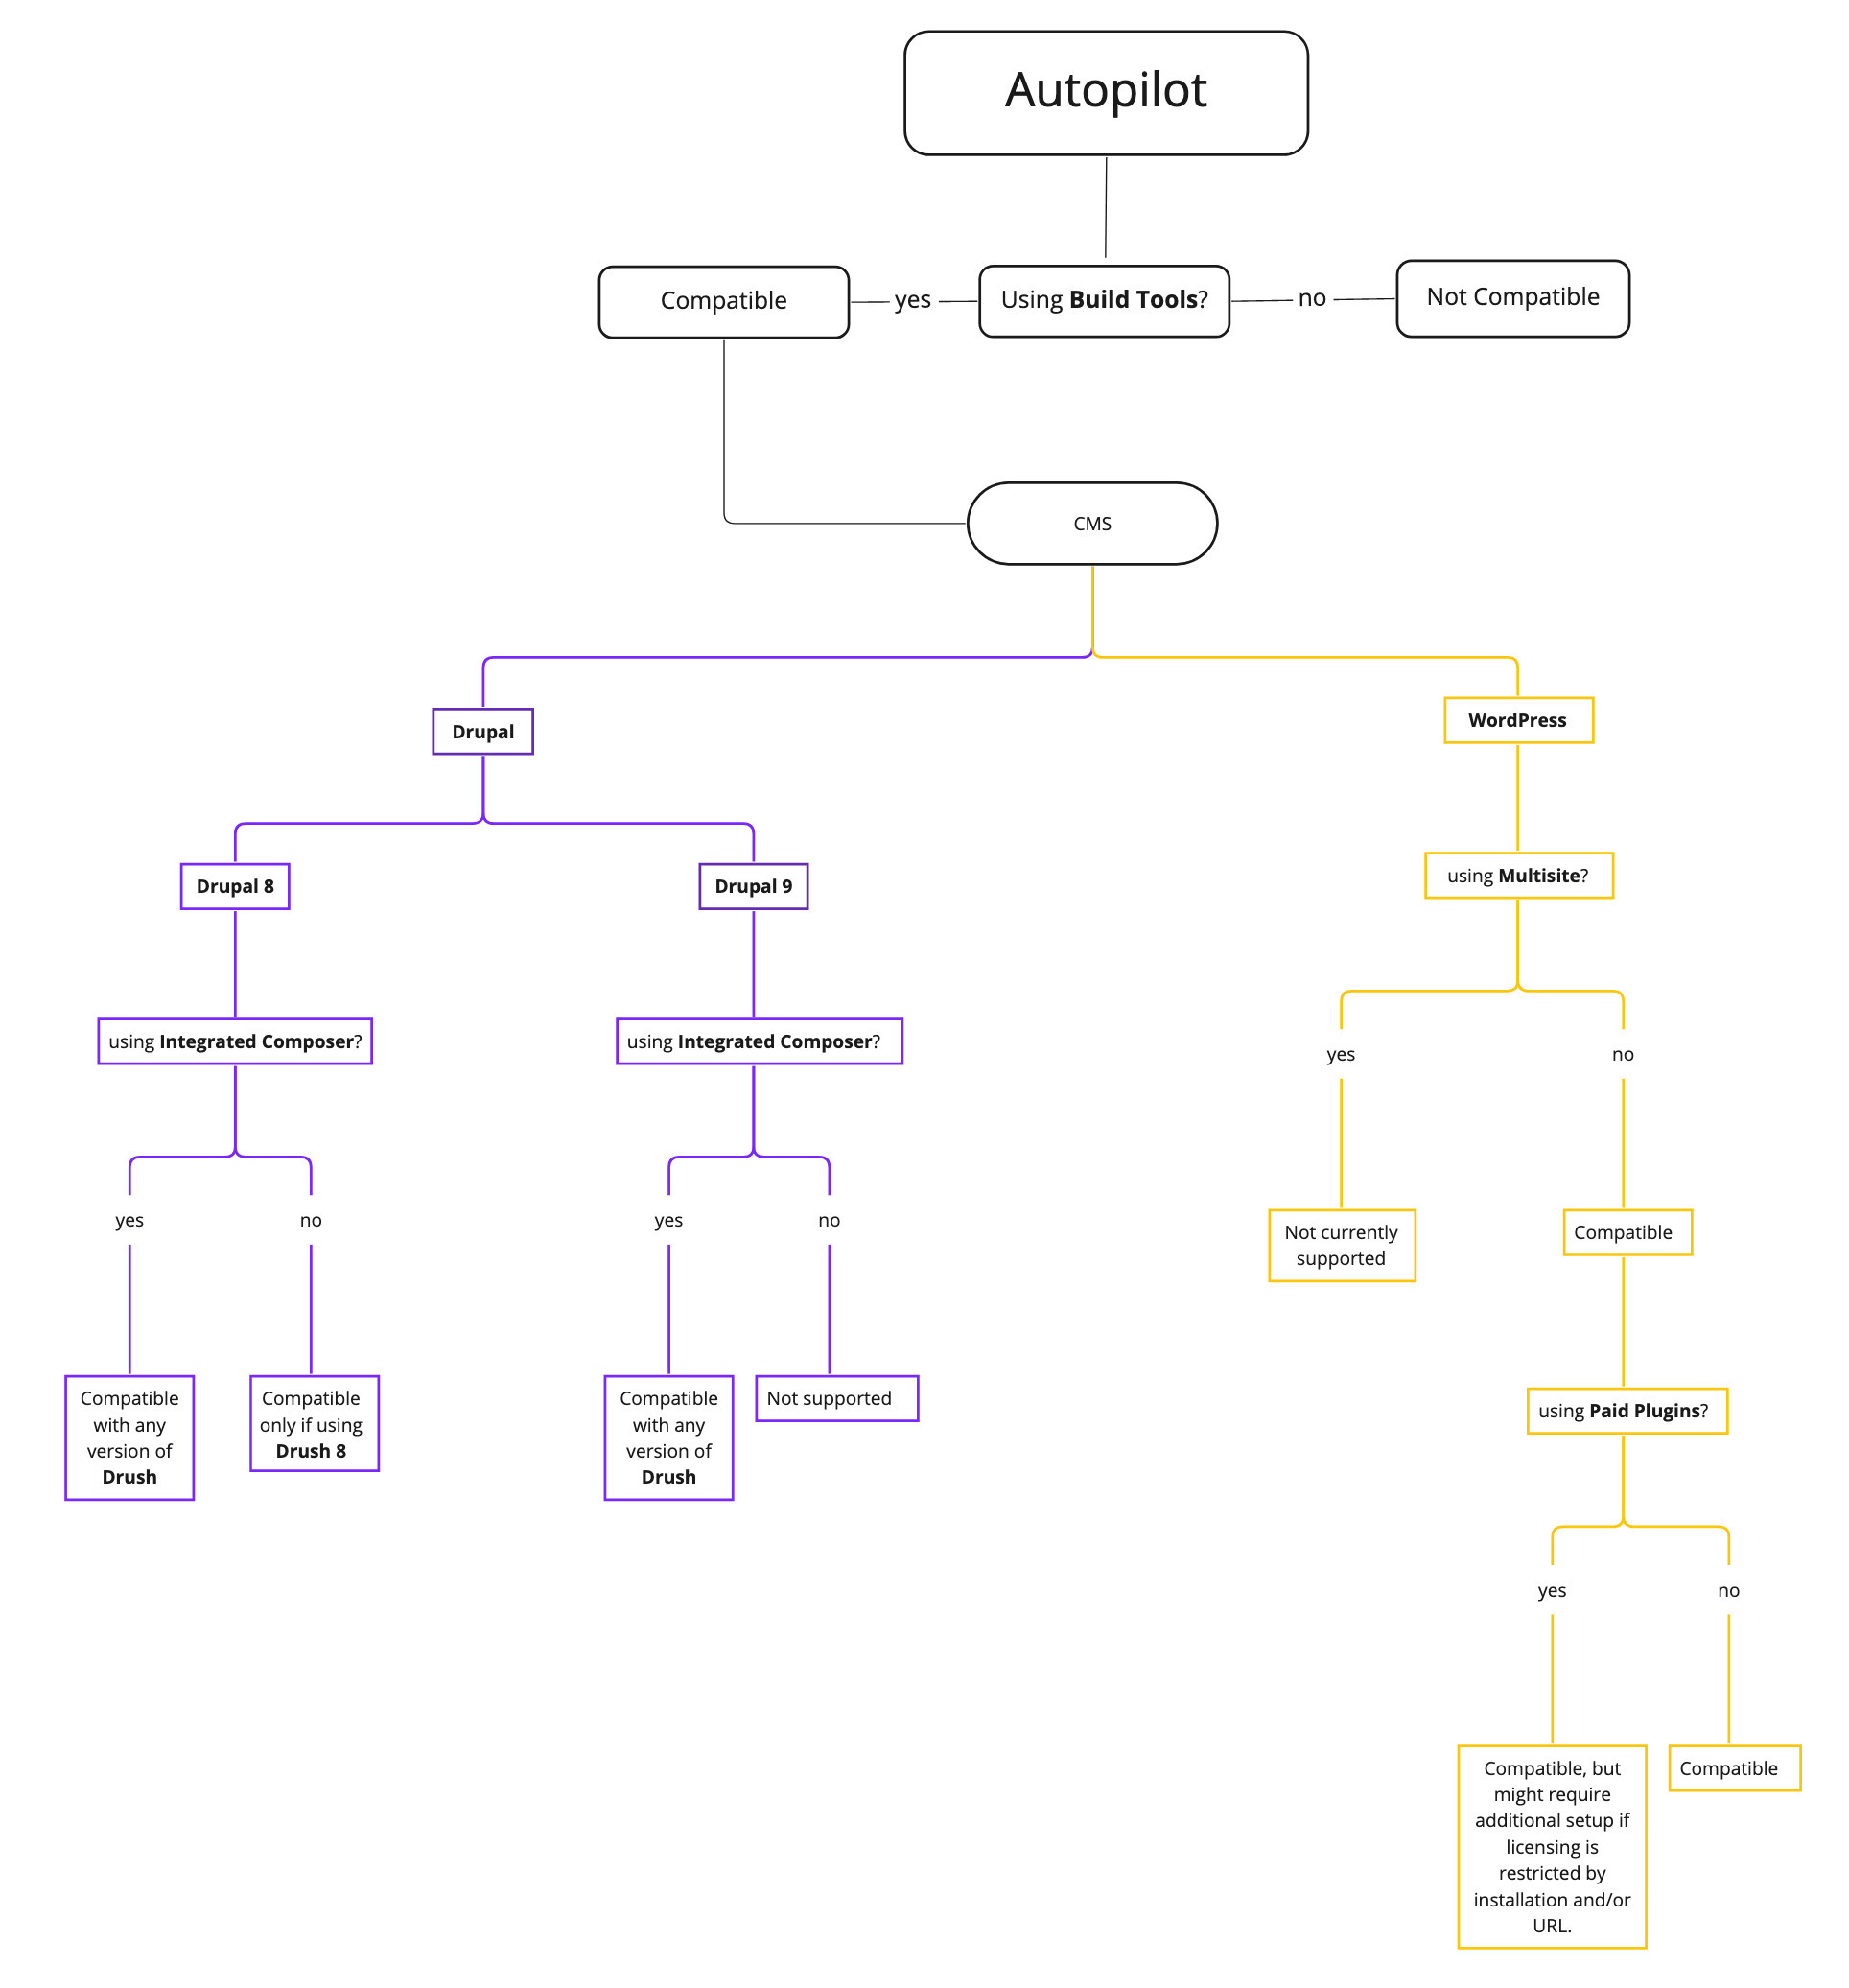 Autopilot
Compatible
yes
Using Build Tools?
no
Not Compatible
CMS
Drupal
WordPress
Drupal 8
Drupal 9
using Multisite?
using Integrated Composer?
using Integrated Composer?
yes
no
yes
no
yes
no
Not currently
supported
Compatible
Compatible
with any
version of
Drush
Compatible
only if using
Drush 8
Compatible
with any
version of
Drush
Not supported
using Paid Plugins?
yes
no
Compatible, but
might require
additional setup if
licensing is
restricted by
installation and/or
URL.
Compatible